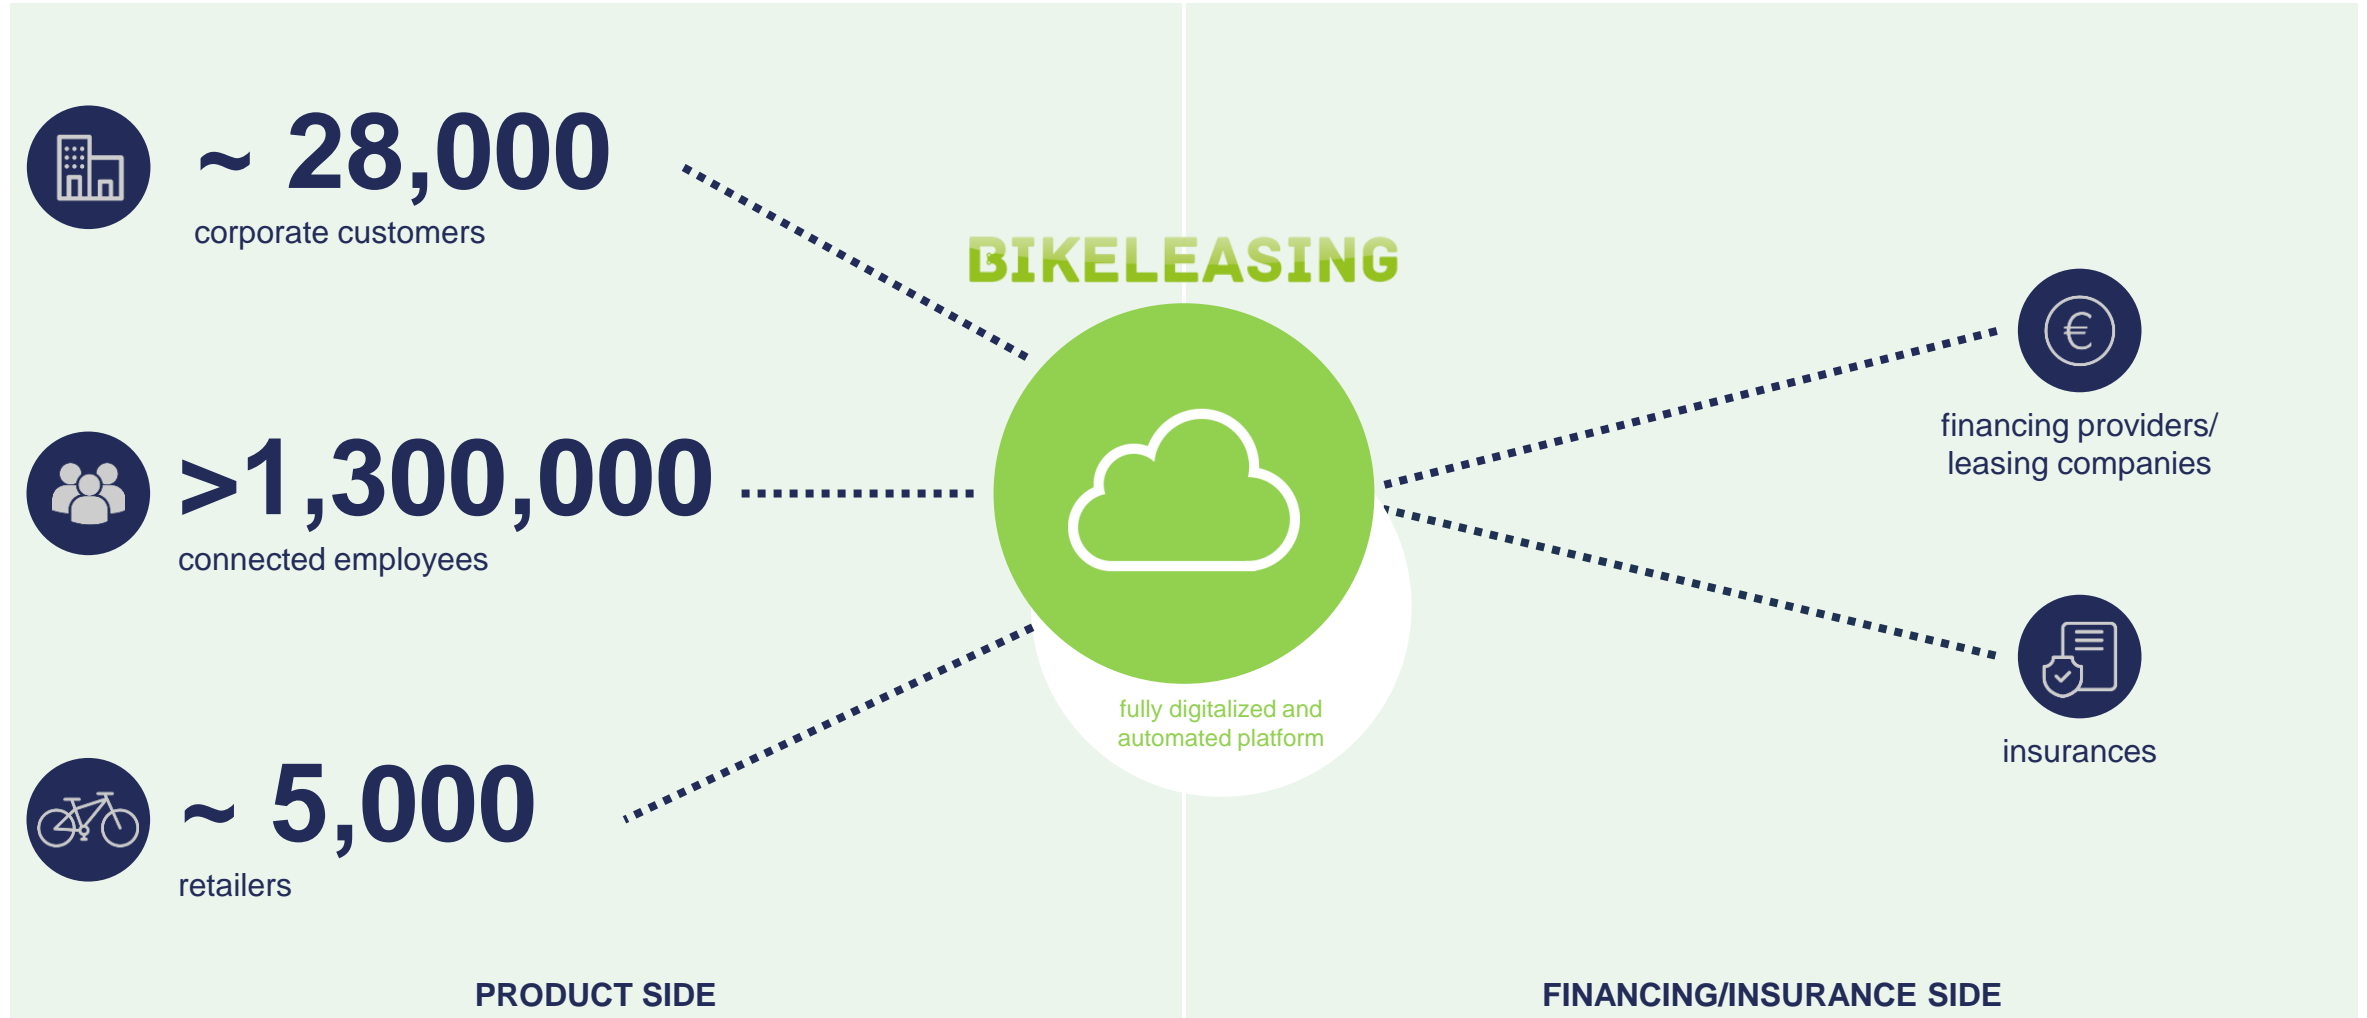 ~ 28,000
corporate customers
>1,300,000
connected employees
~ 5,000
retailers
PRODUCT SIDE
BIKELEASING
fully digitalized and
automated platform
€
financing providers/
leasing companies
insurances
FINANCING/INSURANCE SIDE